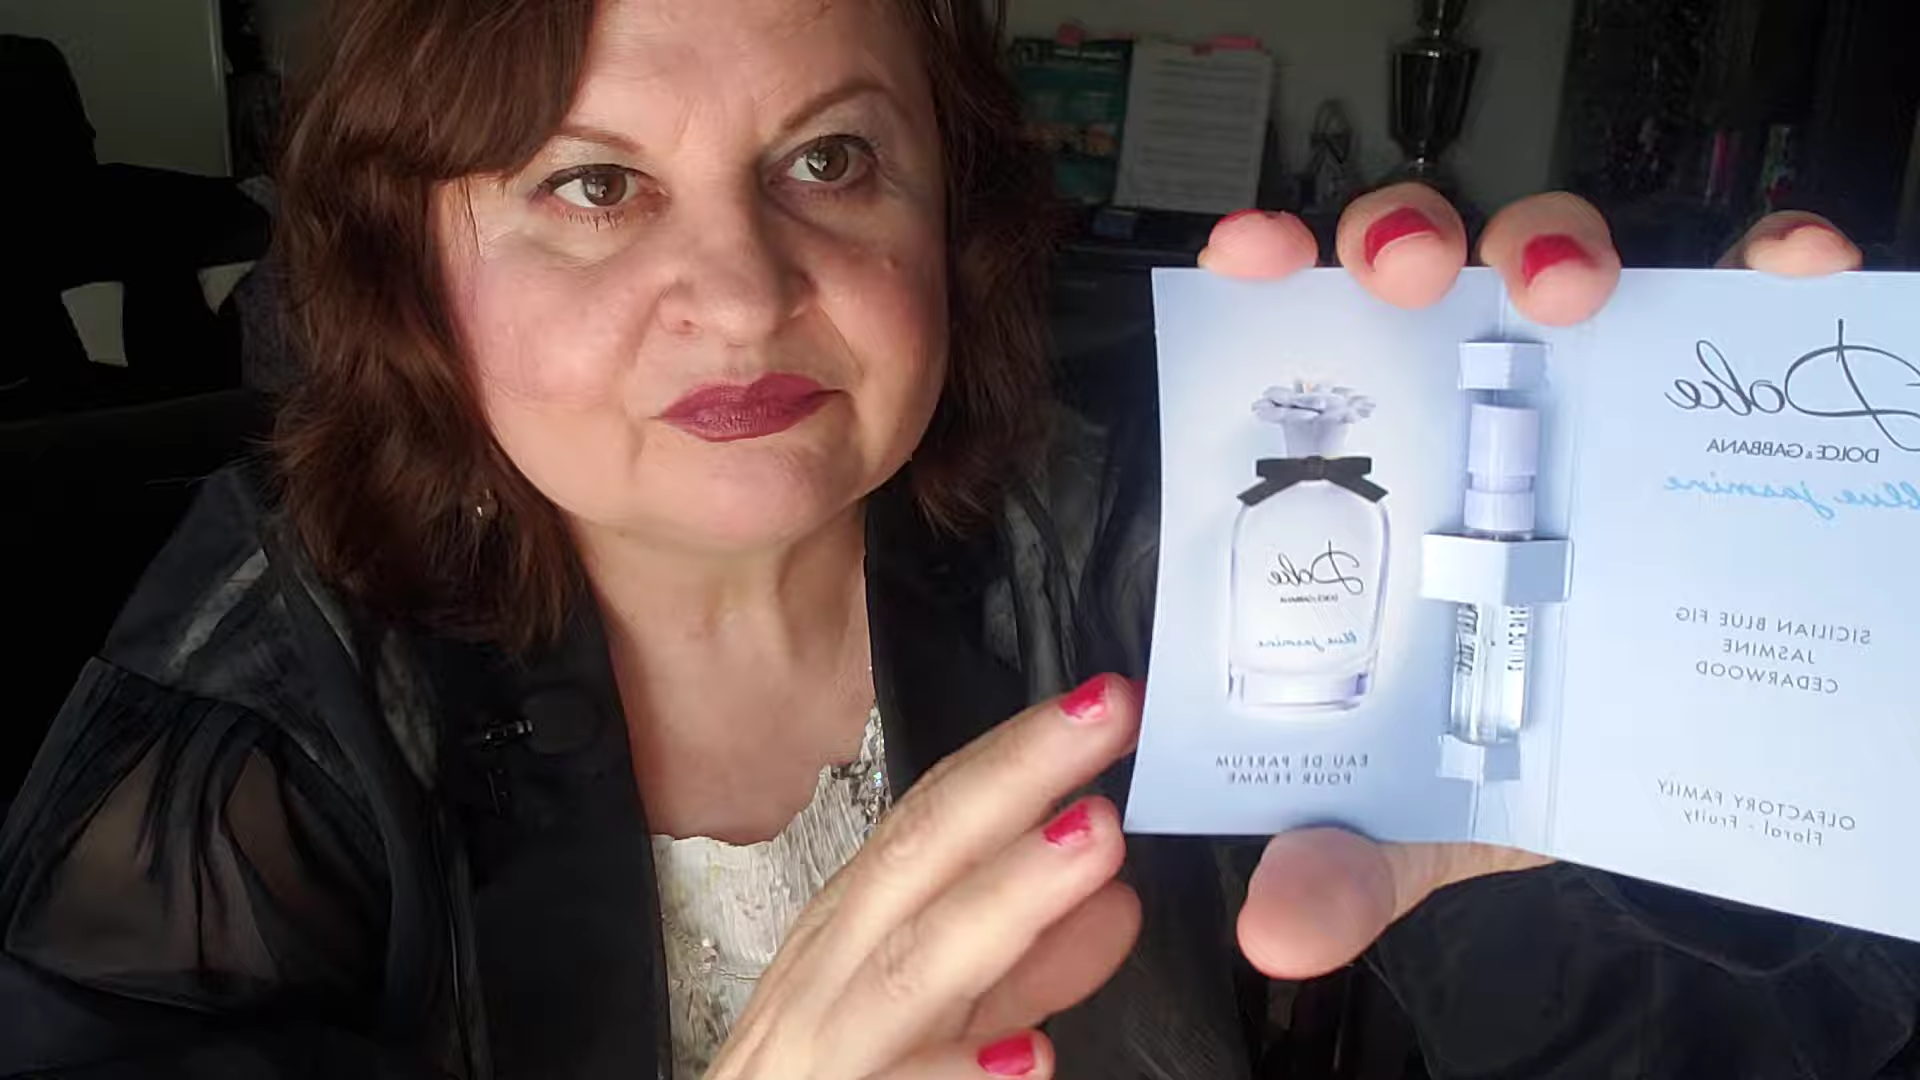 Dolce
DOLCE & GABBANA
blue jasmine
SICILIAN BLUE FIG
JASMINE
CEDARWOOD
OLFACTORY FAMILY
Floral - Fruity
Dolce
DOLCE & GABBANA
blue jasmine
EAU DE PARFUM
POUR FEMME